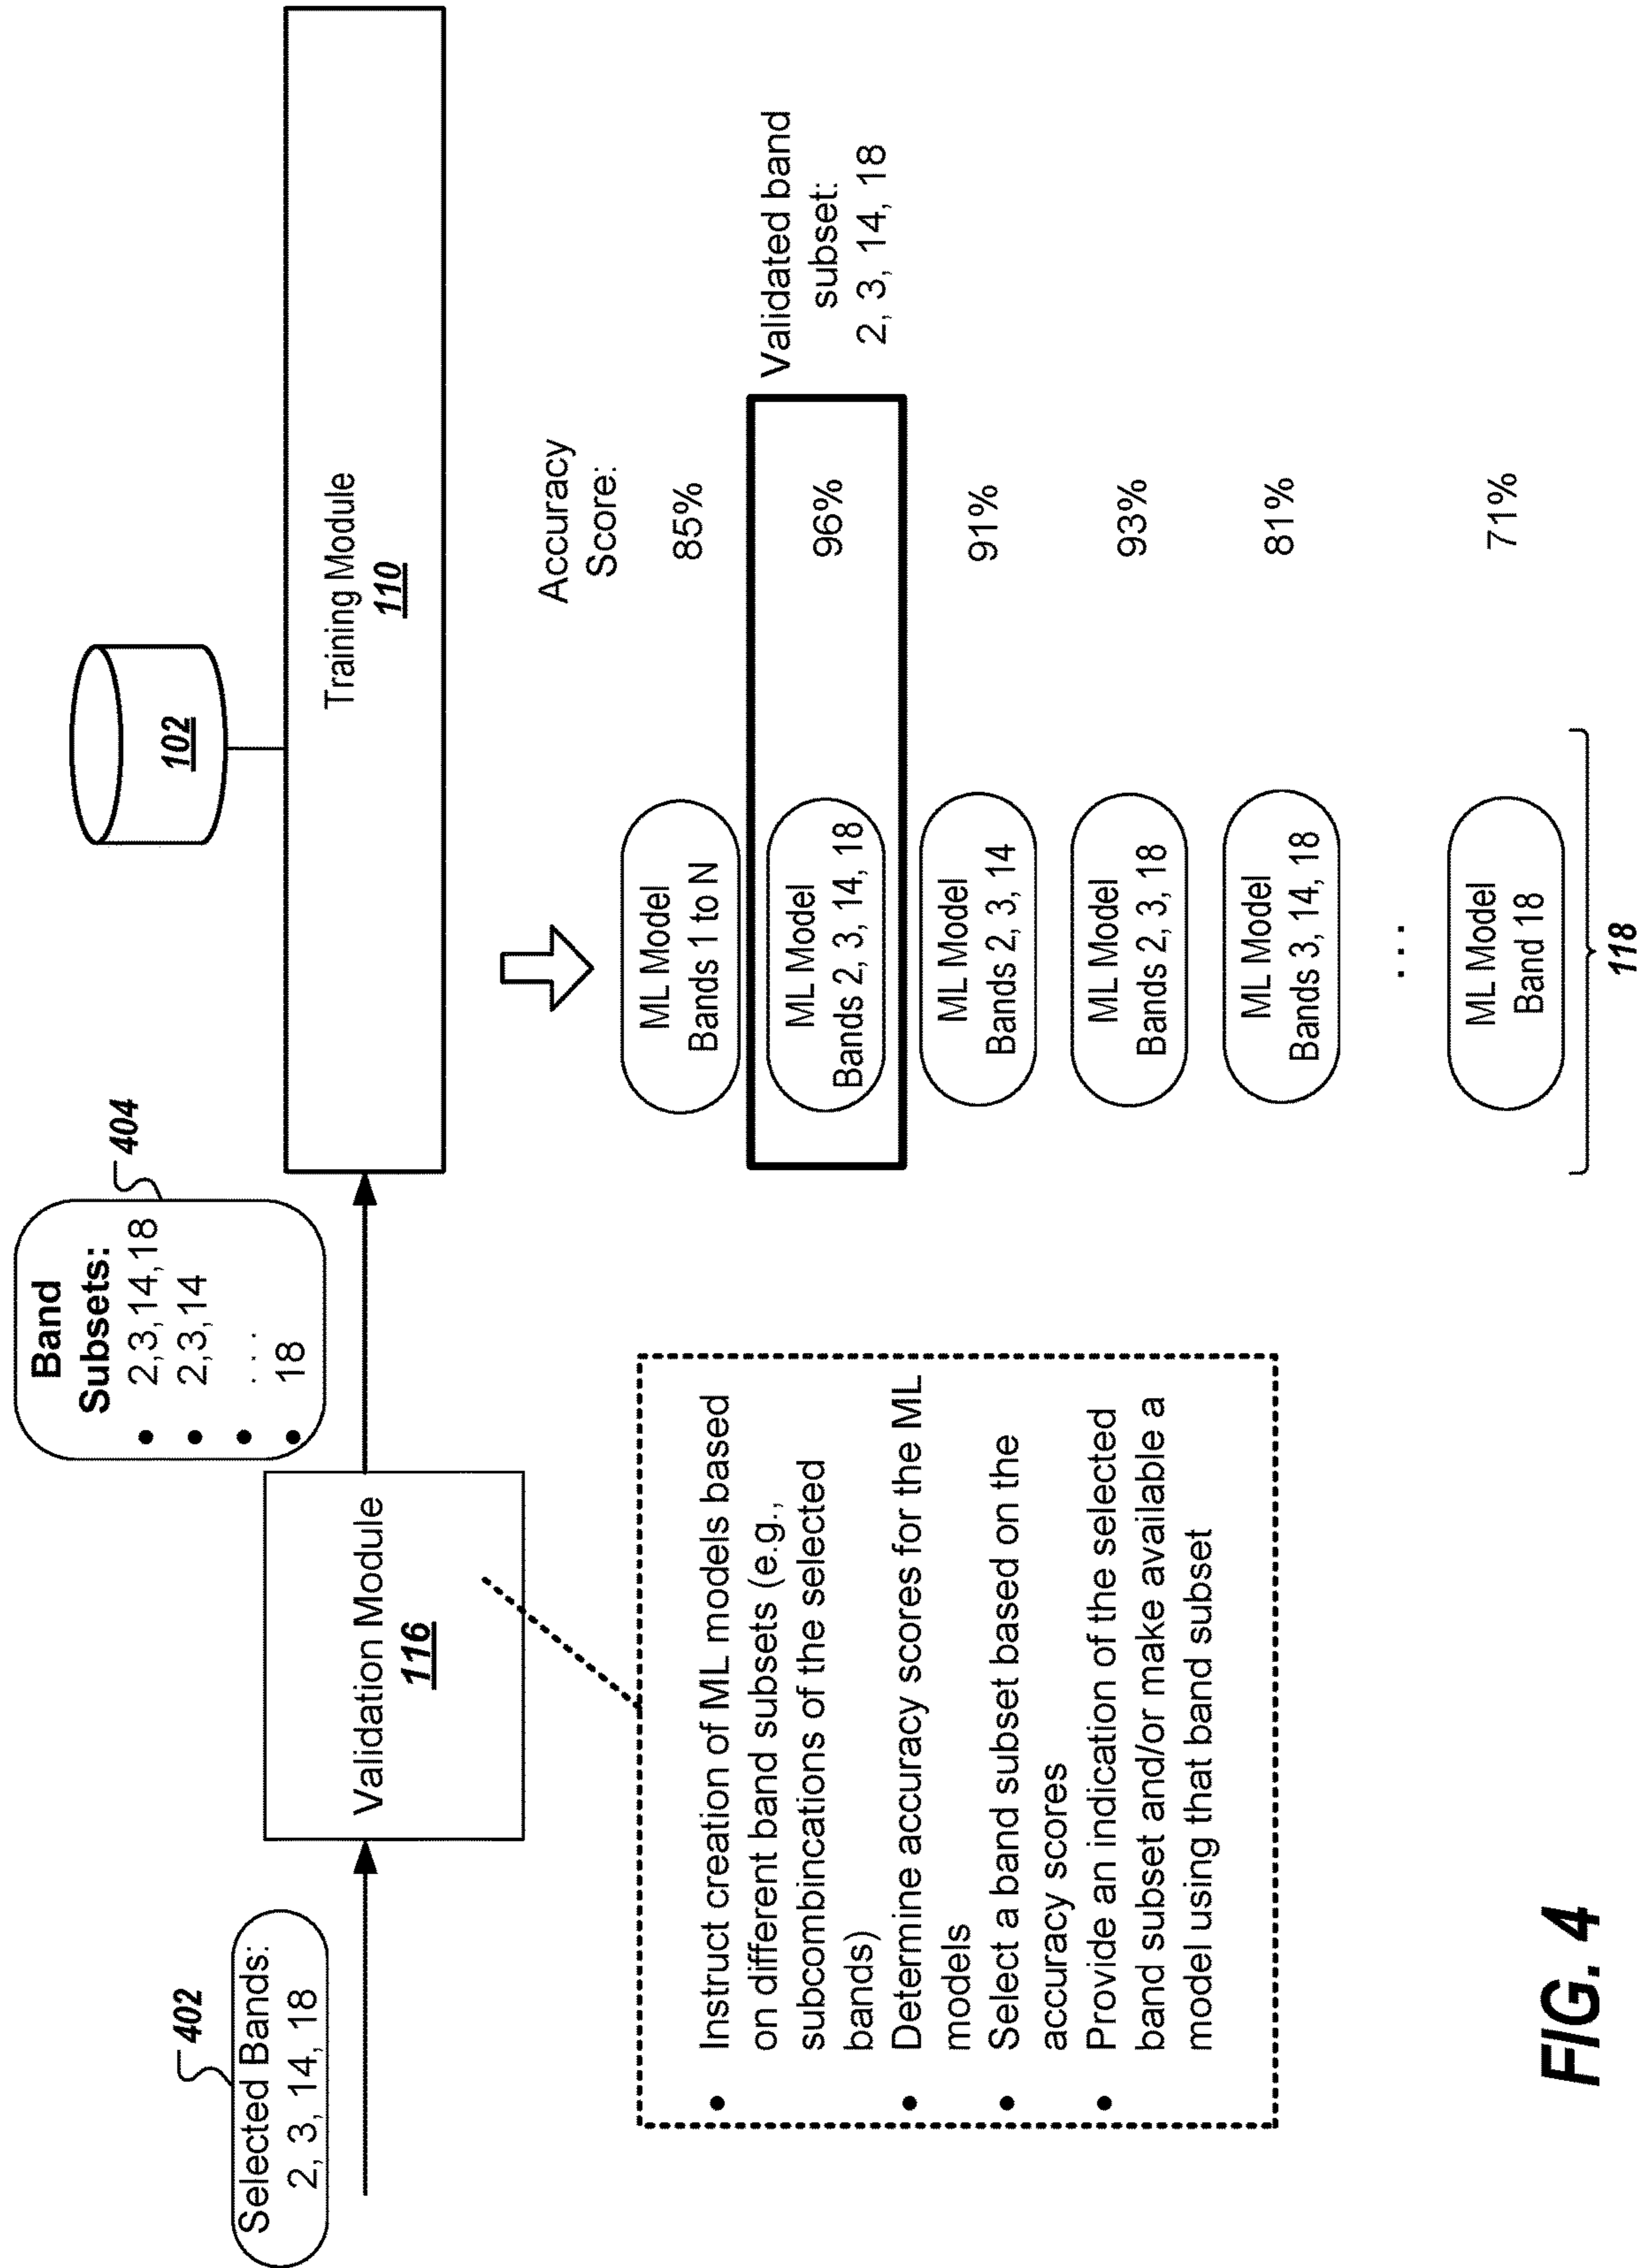 402
Selected Bands:
2, 3, 14, 18
Validation Module
116
Band
Subsets:
• 2,3,14,18
• 2,3,14
• . . .
• 18
404
102
Training Module
110
• Instruct creation of ML models based
on different band subsets (e.g.,
subcombincations of the selected
bands)
• Determine accuracy scores for the ML
models
• Select a band subset based on the
accuracy scores
• Provide an indication of the selected
band subset and/or make available a
model using that band subset
Accuracy
Score:
ML Model
Bands 1 to N
85%
ML Model
Bands 2, 3, 14, 18
96%
Validated band
subset:
2, 3, 14, 18
ML Model
Bands 2, 3, 14
91%
ML Model
Bands 2, 3, 18
93%
ML Model
Bands 3, 14, 18
81%
. . .
ML Model
Band 18
71%
118
FIG. 4